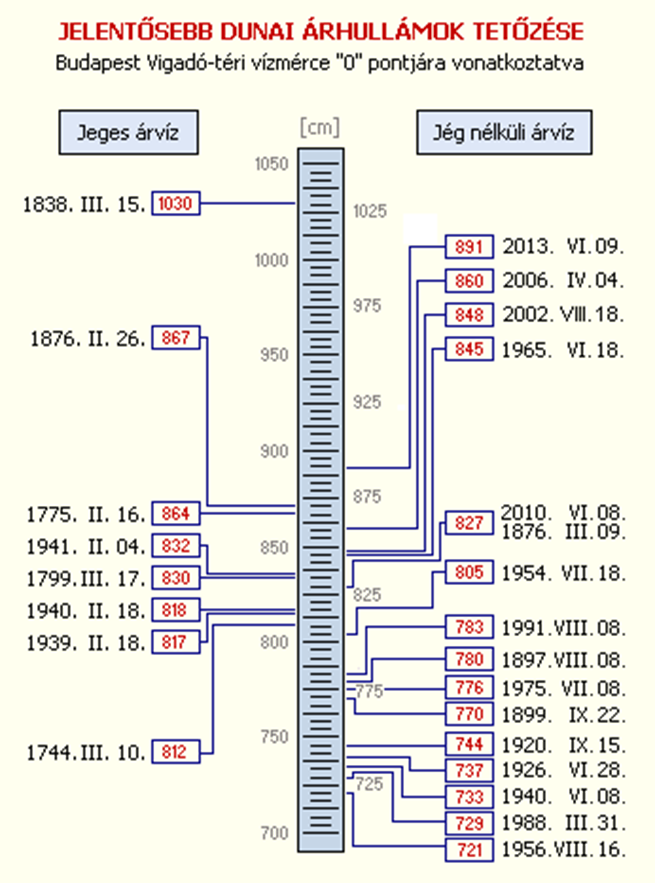 JELENTŐSEBB DUNAI ÁRHULLÁMOK TETŐZÉSE
Budapest Vigadó-téri vízmérce "0" pontjára vonatkoztatva
Jeges árvíz
[cm]
Jég nélküli árvíz
1050
1838. III. 15. 1030
1025
891 2013. VI. 09.
1000
860 2006. IV. 04.
975
848 2002. VIII. 18.
1876. II. 26. 867
845 1965. VI. 18.
950
925
900
875
1775. II. 16. 864
827 2010. VI. 08.
1876. III. 09.
1941. II. 04. 832
850
1799. III. 17. 830
805 1954. VII. 18.
825
1940. II. 18. 818
783 1991. VIII. 08.
1939. II. 18. 817
800
780 1897. VIII. 08.
775
776 1975. VII. 08.
770 1899. IX. 22.
750
744 1920. IX. 15.
1744. III. 10. 812
737 1926. VI. 28.
725
733 1940. VI. 08.
729 1988. III. 31.
700
721 1956. VIII. 16.